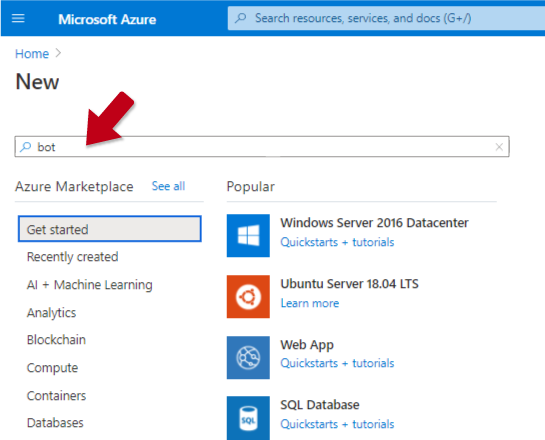 Microsoft Azure
Search resources, services, and docs (G+/)
Home >
New
bot
Azure Marketplace See all
Popular
Get started
Recently created
AI + Machine Learning
Analytics
Blockchain
Compute
Containers
Databases
Windows Server 2016 Datacenter
Quickstarts + tutorials
Ubuntu Server 18.04 LTS
Learn more
Web App
Quickstarts + tutorials
SQL
SQL Database
Quickstarts + tutorials